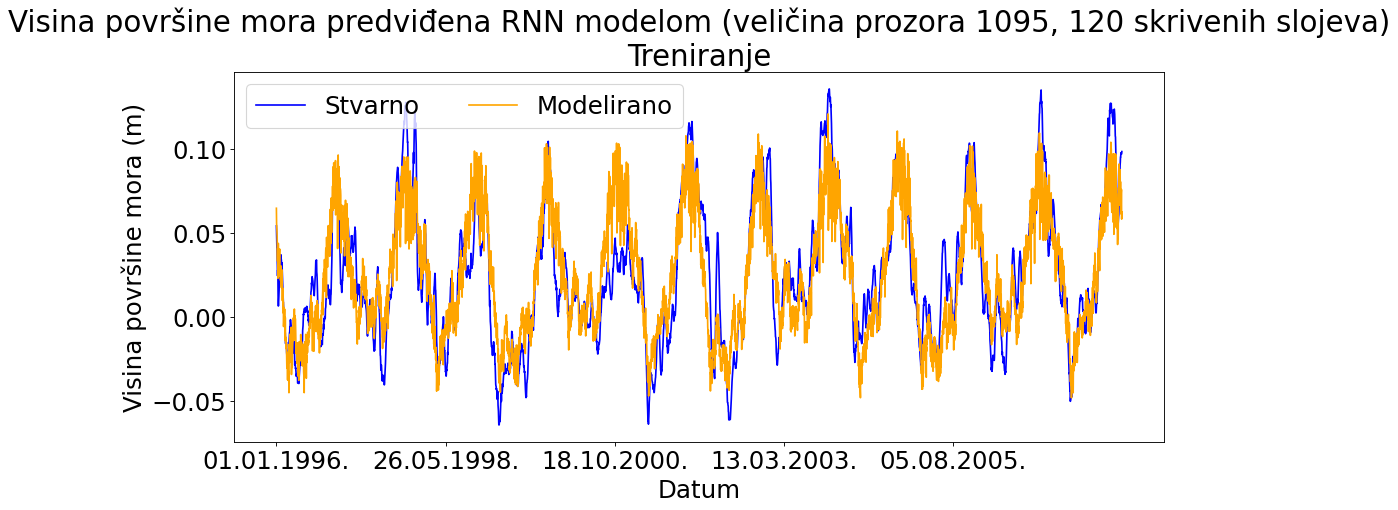 Visina površine mora predviđena RNN modelom (veličina prozora 1095, 120 skrivenih slojeva)
Treniranje
Stvarno Modelirano
Visina površine mora (m)
0.10
0.05
0.00
−0.05
01.01.1996. 26.05.1998. 18.10.2000. 13.03.2003. 05.08.2005.
Datum